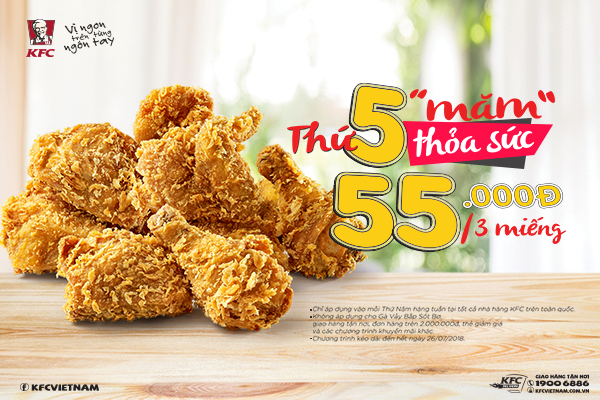 KFC
Vị ngon
trên từng
ngón tay
Thứ 5 "măm"
thỏa sức
55.000Đ
/3 miếng
•Chỉ áp dụng vào mỗi Thứ Năm hàng tuần tại tất cả nhà hàng KFC trên toàn quốc.
•Không áp dụng cho Gà Vảy Bắp Sốt Bơ,
giao hàng tận nơi, đơn hàng trên 2.000.000đ, thẻ giảm giá
và các chương trình khuyến mãi khác.
•Chương trình kéo dài đến hết ngày 26/07/2018.
KFCVIETNAM
KFC
GIAO HÀNG TẬN NƠI
1900 6886
KFCVIETNAM.COM.VN